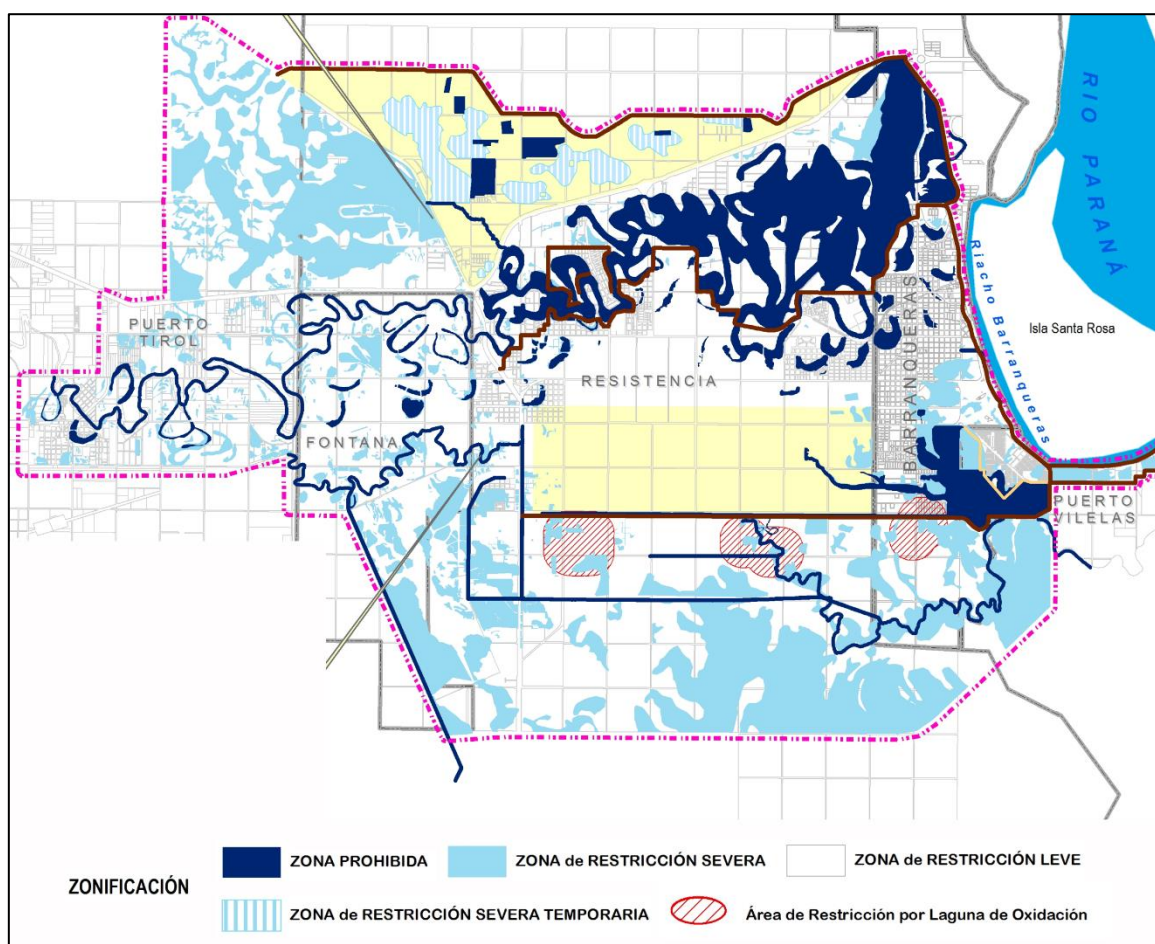 RIO PARANÁ
Riacho Barranqueras
Isla Santa Rosa
PUERTO
TIROL
RESISTENCIA
BARRANQUERAS
FONTANA
PUERTO
VILELAS
ZONIFICACIÓN
ZONA PROHIBIDA
ZONA de RESTRICCIÓN SEVERA
ZONA de RESTRICCIÓN LEVE
ZONA de RESTRICCIÓN SEVERA TEMPORARIA
Área de Restricción por Laguna de Oxidación